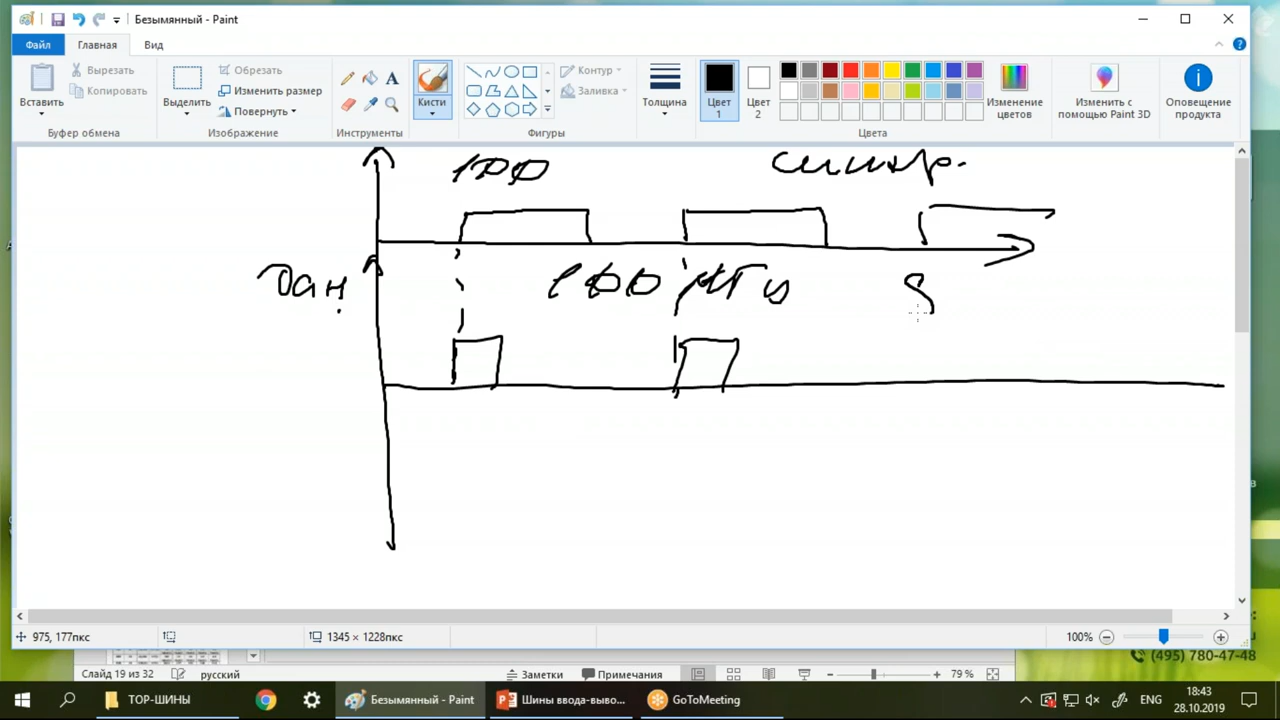 Безымянный - Paint
Файл Главная Вид
Вставить
Вырезать
Копировать
Буфер обмена
Выделить
Обрезать
Изменить размер
Повернуть
Изображение
A
Инструменты
Кисти
Контур
Заливка
Фигуры
Толщина
Цвет 1
Цвет 2
Изменение цветов
Цвета
Изменить с помощью Paint 3D
Оповещение продукта
100
синхр.
Дан.
100 МГц
975, 177пкс
1345 × 1228пкс
100%
(495) 780-47-48
Слайд 19 из 32 русский Заметки Примечания 79 %
ТОР-ШИНЫ Безымянный - Paint Шины ввода-выво... GoToMeeting ENG 18:43
28.10.2019